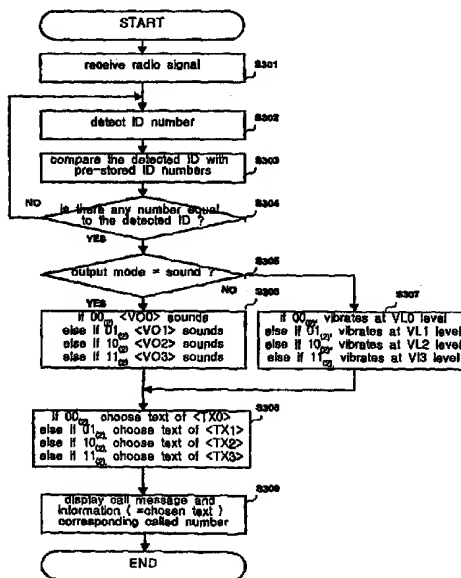 START
receive radio signal
S301
detect ID number
S302
compare the detected ID with
pre-stored ID numbers
S303
is there any number equal
to the detected ID ?
S304
NO
YES
output mode = sound ?
S305
NO
YES
S306
if 00(2), <VO0> sounds
else if 01(2), <VO1> sounds
else if 10(2), <VO2> sounds
else if 11(2), <VO3> sounds
S307
if 00(2), vibrates at VL0 level
else if 01(2), vibrates at VL1 level
else if 10(2), vibrates at VL2 level
else if 11(2), vibrates at Vl3 level
S308
if 00(2), choose text of <TX0>
else if 01(2), choose text of <TX1>
else if 10(2), choose text of <TX2>
else if 11(2), choose text of <TX3>
S309
display call message and
information ( =chosen text )
corresponding called number
END